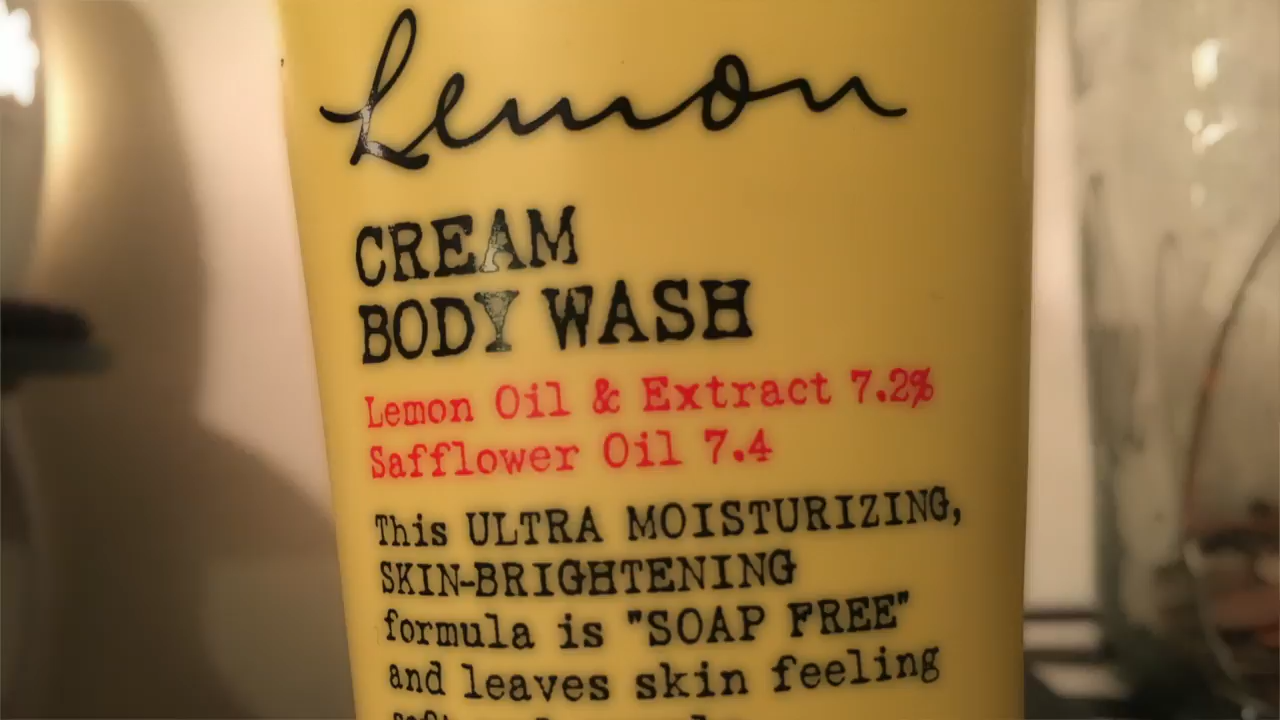 Lemon
CREAM
BODY WASH
Lemon Oil & Extract 7.2%
Safflower Oil 7.4
This ULTRA MOISTURIZING,
SKIN-BRIGHTENING
formula is "SOAP FREE"
and leaves skin feeling